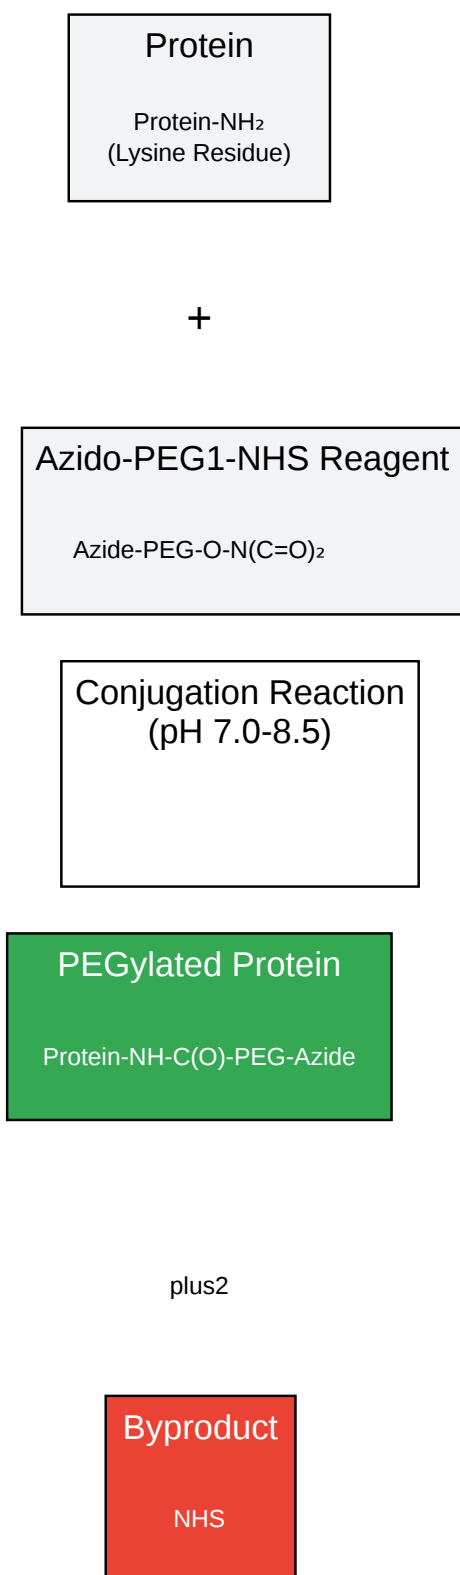 Protein
Protein-NH₂
(Lysine Residue)
+
Azido-PEG1-NHS Reagent
Azide-PEG-O-N(C=O)₂
Conjugation Reaction
(pH 7.0-8.5)
PEGylated Protein
Protein-NH-C(O)-PEG-Azide
plus2
Byproduct
NHS